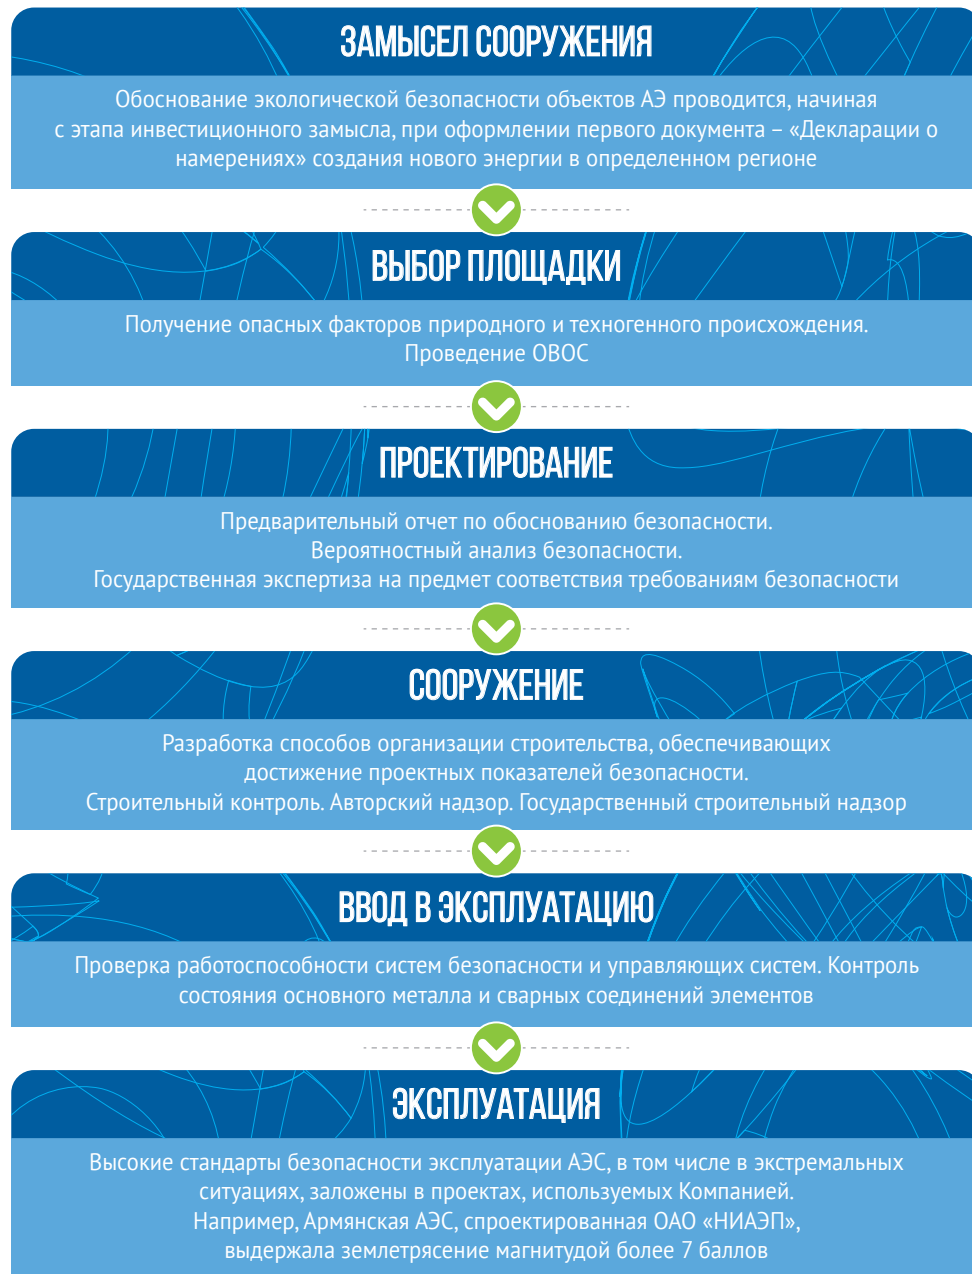 ЗАМЫСЕЛ СООРУЖЕНИЯ
Обоснование экологической безопасности объектов АЭ проводится, начиная
с этапа инвестиционного замысла, при оформлении первого документа – «Декларации о
намерениях» создания нового энергии в определенном регионе
ВЫБОР ПЛОЩАДКИ
Получение опасных факторов природного и техногенного происхождения.
Проведение ОВОС
ПРОЕКТИРОВАНИЕ
Предварительный отчет по обоснованию безопасности.
Вероятностный анализ безопасности.
Государственная экспертиза на предмет соответствия требованиям безопасности
СООРУЖЕНИЕ
Разработка способов организации строительства, обеспечивающих
достижение проектных показателей безопасности.
Строительный контроль. Авторский надзор. Государственный строительный надзор
ВВОД В ЭКСПЛУАТАЦИЮ
Проверка работоспособности систем безопасности и управляющих систем. Контроль
состояния основного металла и сварных соединений элементов
ЭКСПЛУАТАЦИЯ
Высокие стандарты безопасности эксплуатации АЭС, в том числе в экстремальных
ситуациях, заложены в проектах, используемых Компанией.
Например, Армянская АЭС, спроектированная ОАО «НИАЭП»,
выдержала землетрясение магнитудой более 7 баллов